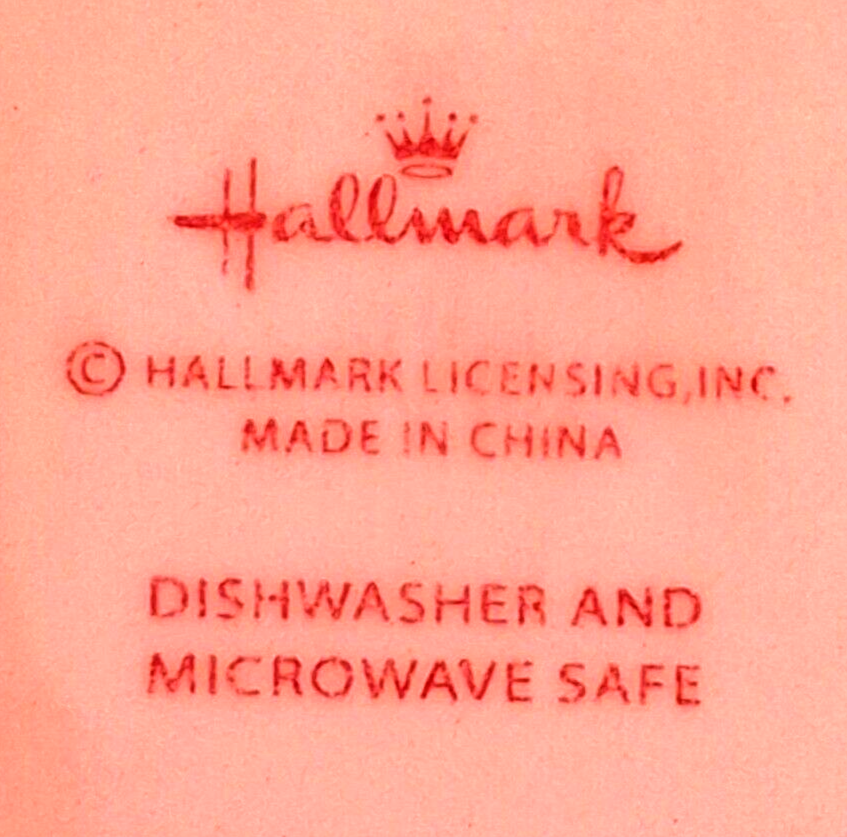 Hallmark
© HALLMARK LICENSING, INC.
MADE IN CHINA
DISHWASHER AND
MICROWAVE SAFE